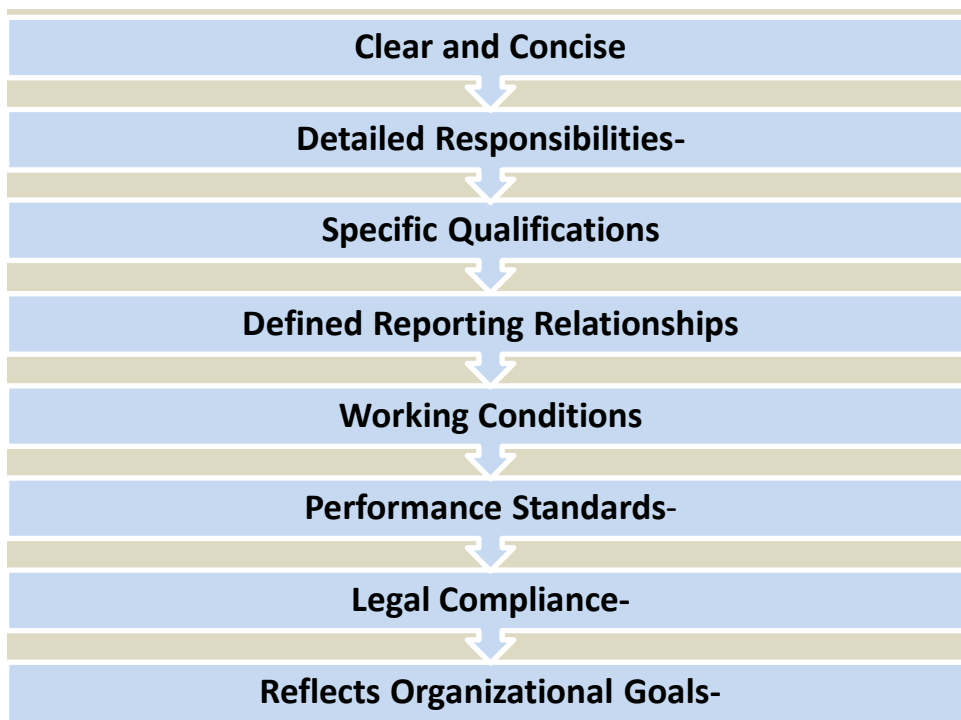 Clear and Concise
Detailed Responsibilities-
Specific Qualifications
Defined Reporting Relationships
Working Conditions
Performance Standards-
Legal Compliance-
Reflects Organizational Goals-